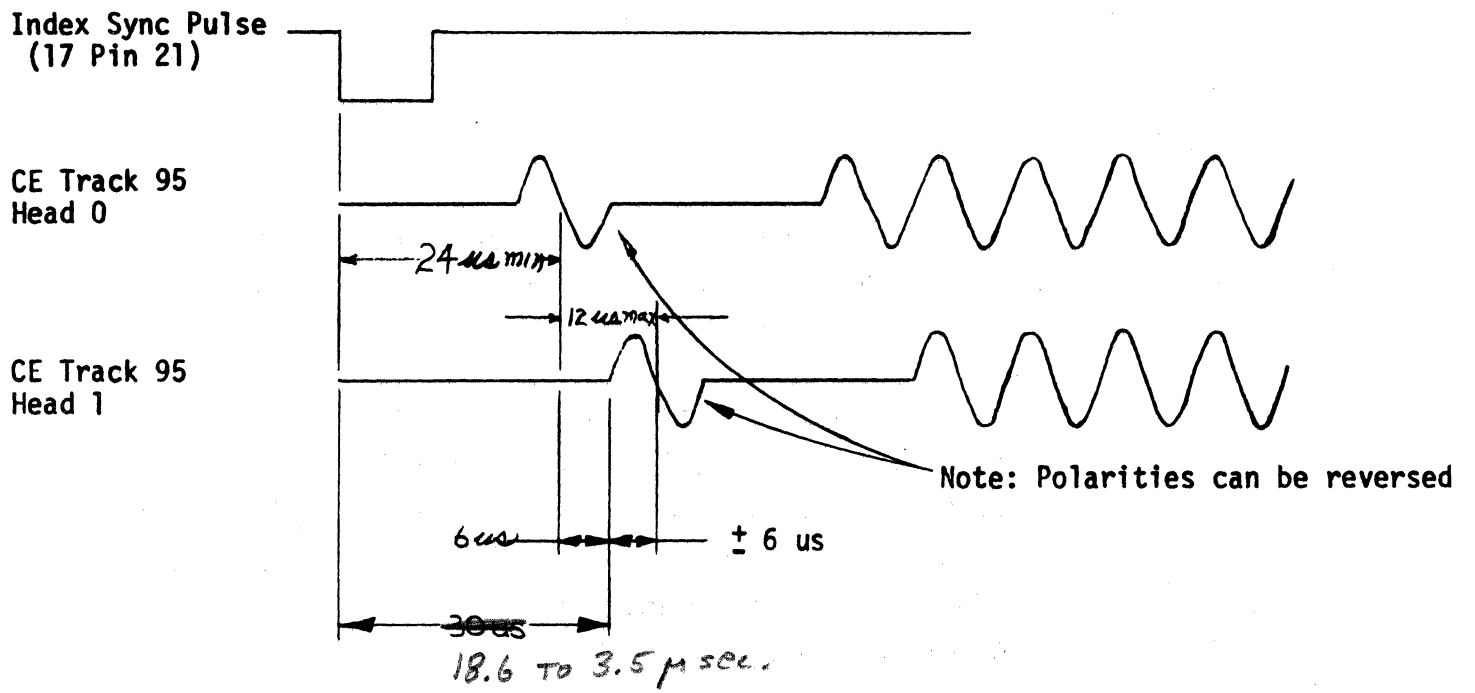 Index Sync Pulse
(17 Pin 21)
CE Track 95
Head 0
24 us min
12 us max
CE Track 95
Head 1
Note: Polarities can be reversed
6 us
± 6 us
30 us
18.6 TO 3.5 μ sec.